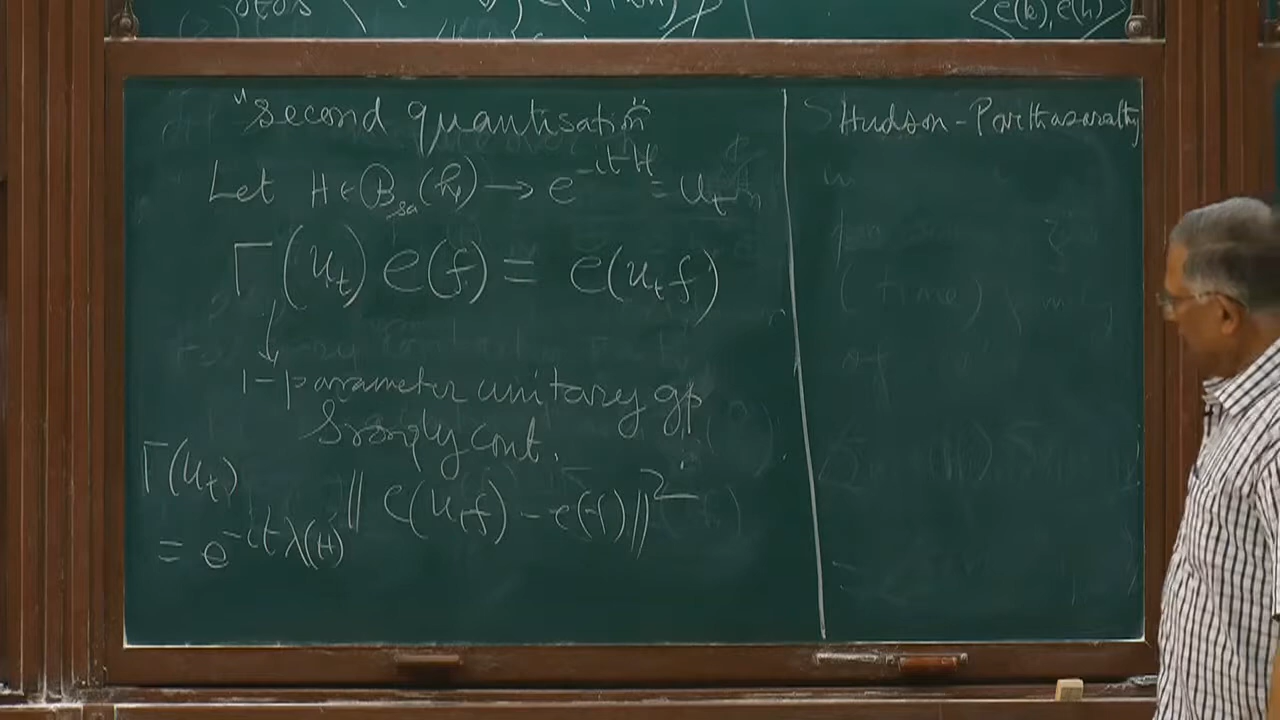 ⟨e(k), e(h)⟩
"second quantisation"
Let H ∈ B_sa(h) → e^{-itH} = u_t
Γ(u_t) e(f) = e(u_t f)
↓
1-parameter unitary gp
Srongly cont.
Γ(u_t)
= e^{-itλ(H)}
‖ e(u_t f) - e(f) ‖²
Hudson-Parthasarathy